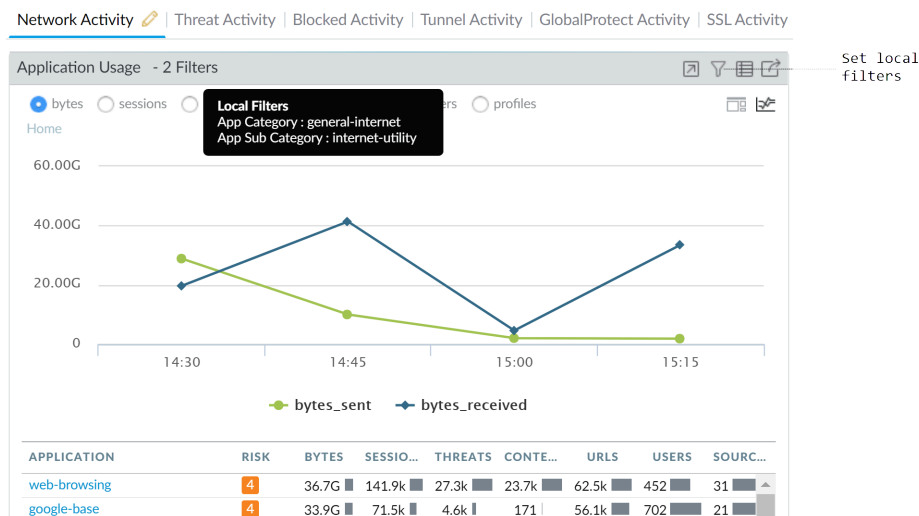 Network Activity Threat Activity Blocked Activity Tunnel Activity GlobalProtect Activity SSL Activity
Application Usage - 2 Filters
Set local
filters
bytes sessions ers profiles
Local Filters
App Category : general-internet
App Sub Category : internet-utility
Home
60.00G
40.00G
20.00G
0
14:30 14:45 15:00 15:15
bytes_sent bytes_received
APPLICATION RISK BYTES SESSIO... THREATS CONTE... URLS USERS SOURC...
web-browsing 4 36.7G 141.9k 27.3k 23.7k 62.5k 452 31
google-base 4 33.9G 71.5k 4.6k 171 56.1k 702 21